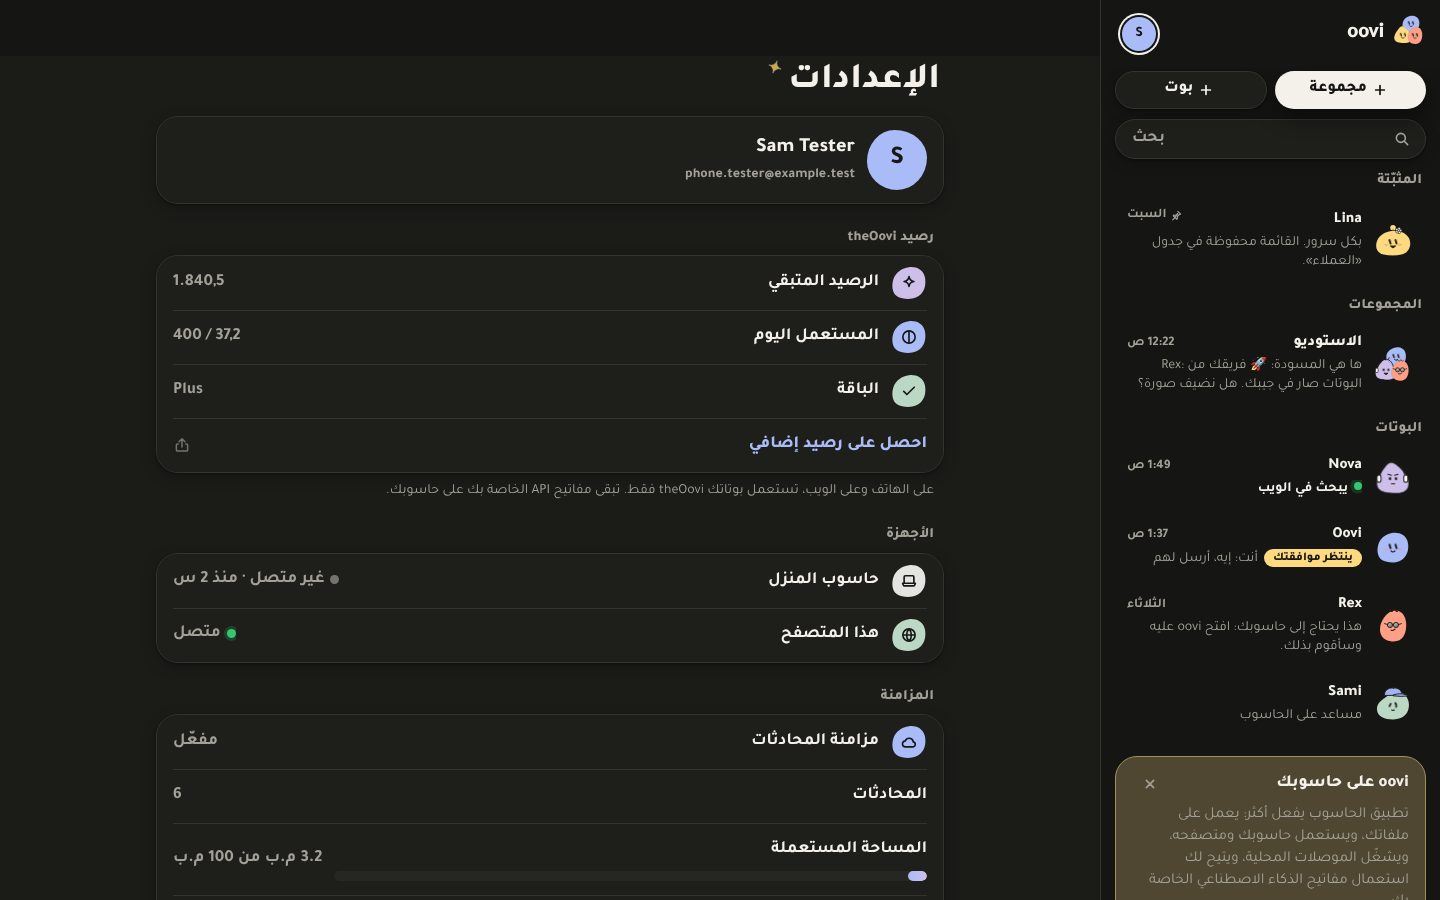 oovi
S
+ مجموعة
+ بوت
بحث
المثبّتة
Lina
السبت
بكل سرور. القائمة محفوظة في جدول
«العملاء».
المجموعات
الاستوديو
12:22 ص
Rex: ها هي المسودة: 🚀 فريقك من
البوتات صار في جيبك. هل نضيف صورة؟
البوتات
Nova
1:49 ص
يبحث في الويب
Oovi
1:37 ص
ينتظر موافقتك أنت: إيه، أرسل لهم
Rex
الثلاثاء
هذا يحتاج إلى حاسوبك: افتح oovi عليه
وسأقوم بذلك.
Sami
مساعد على الحاسوب
oovi على حاسوبك
تطبيق الحاسوب يفعل أكثر: يعمل على
ملفاتك، ويستعمل حاسوبك ومتصفحه،
ويشغّل الموصلات المحلية، ويتيح لك
استعمال مفاتيح الذكاء الاصطناعي الخاصة
الإعدادات
S
Sam Tester
phone.tester@example.test
رصيد theOovi
الرصيد المتبقي
1.840,5
المستعمل اليوم
37,2 / 400
الباقة
Plus
احصل على رصيد إضافي
على الهاتف وعلى الويب، تستعمل بوتاتك theOovi فقط. تبقى مفاتيح API الخاصة بك على حاسوبك.
الأجهزة
حاسوب المنزل
غير متصل · منذ 2 س
هذا المتصفح
متصل
المزامنة
مزامنة المحادثات
مفعّل
المحادثات
6
المساحة المستعملة
3.2 م.ب من 100 م.ب